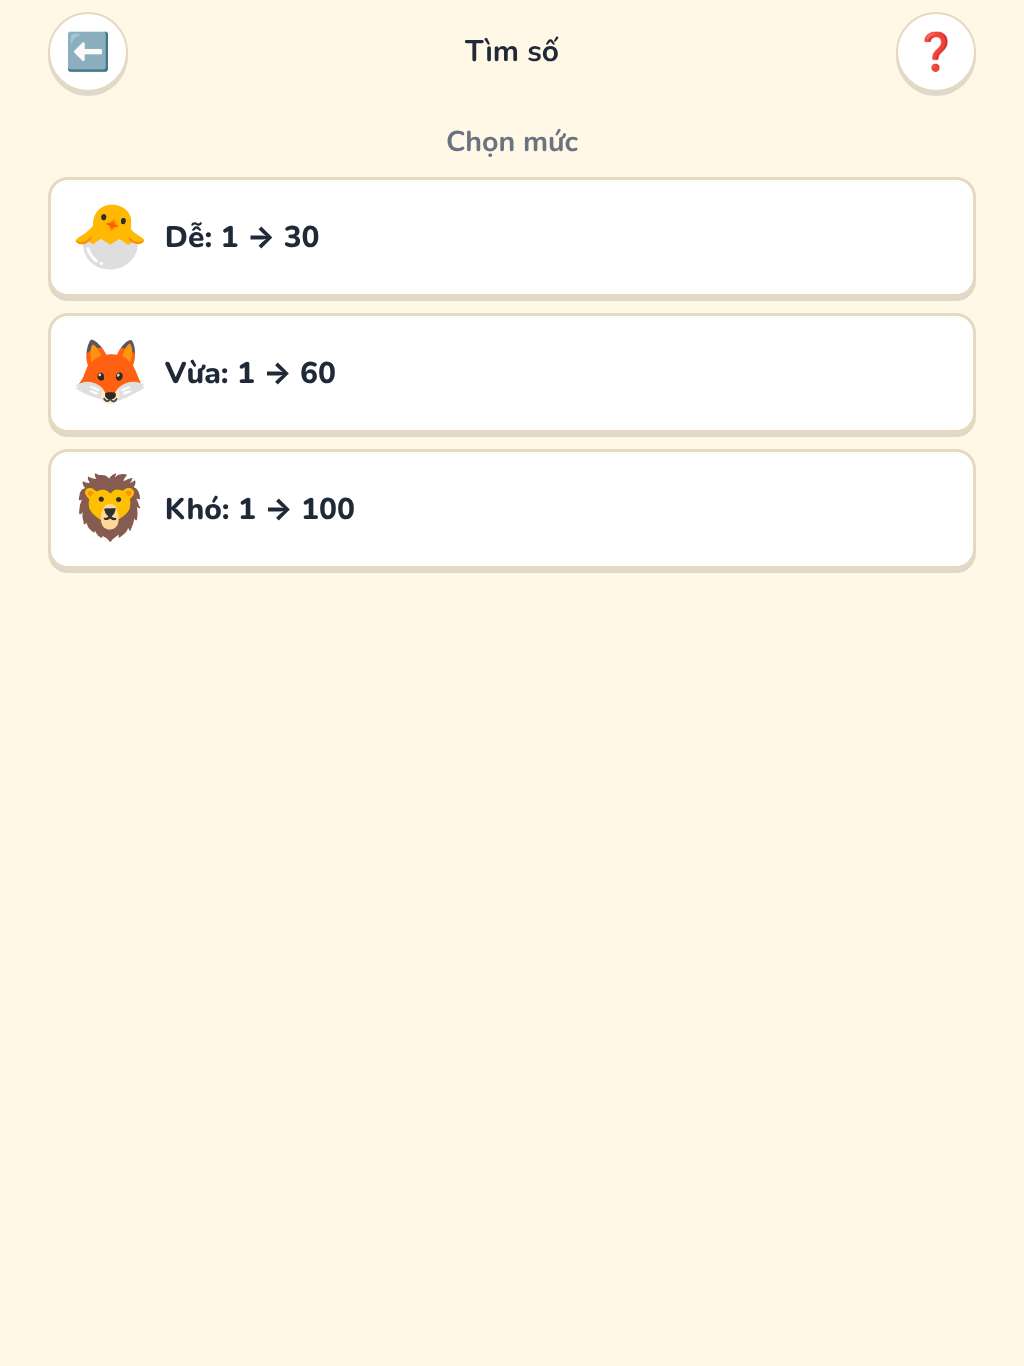 Tìm số
Chọn mức
Dễ: 1 → 30
Vừa: 1 → 60
Khó: 1 → 100